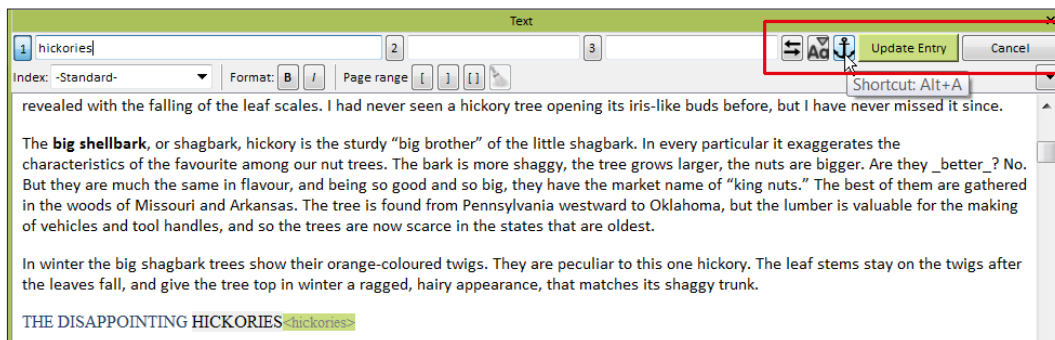 Text
1 hickories 2 3 Ad Update Entry Cancel
Index: -Standard- Format: B I Page range [ ] []
Shortcut: Alt+A
revealed with the falling of the leaf scales. I had never seen a hickory tree opening its iris-like buds before, but I have never missed it since.
The big shellbark, or shagbark, hickory is the sturdy “big brother” of the little shagbark. In every particular it exaggerates the
characteristics of the favourite among our nut trees. The bark is more shaggy, the tree grows larger, the nuts are bigger. Are they _better_? No.
But they are much the same in flavour, and being so good and so big, they have the market name of “king nuts.” The best of them are gathered
in the woods of Missouri and Arkansas. The tree is found from Pennsylvania westward to Oklahoma, but the lumber is valuable for the making
of vehicles and tool handles, and so the trees are now scarce in the states that are oldest.
In winter the big shagbark trees show their orange-coloured twigs. They are peculiar to this one hickory. The leaf stems stay on the twigs after
the leaves fall, and give the tree top in winter a ragged, hairy appearance, that matches its shaggy trunk.
THE DISAPPOINTING HICKORIES<hickories>